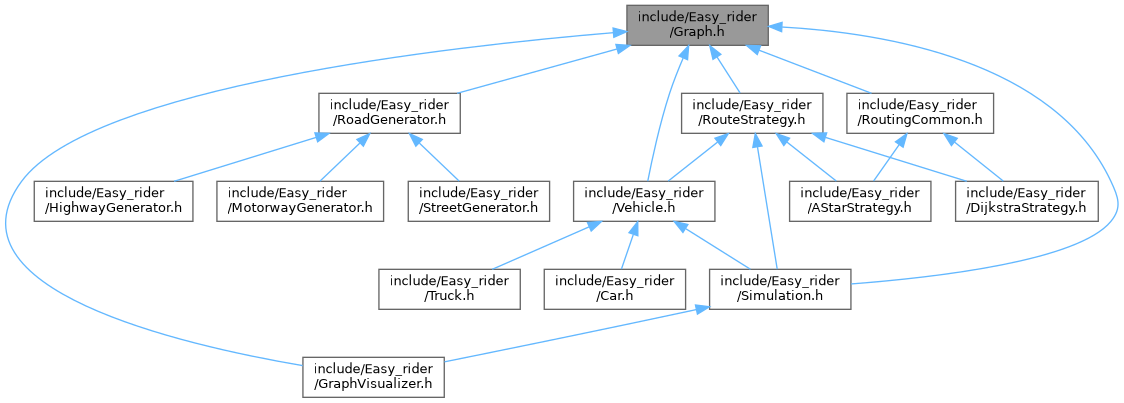 include/Easy_rider
/Graph.h
include/Easy_rider
/RoadGenerator.h
include/Easy_rider
/RouteStrategy.h
include/Easy_rider
/RoutingCommon.h
include/Easy_rider
/HighwayGenerator.h
include/Easy_rider
/MotorwayGenerator.h
include/Easy_rider
/StreetGenerator.h
include/Easy_rider
/Vehicle.h
include/Easy_rider
/AStarStrategy.h
include/Easy_rider
/DijkstraStrategy.h
include/Easy_rider
/Truck.h
include/Easy_rider
/Car.h
include/Easy_rider
/Simulation.h
include/Easy_rider
/GraphVisualizer.h